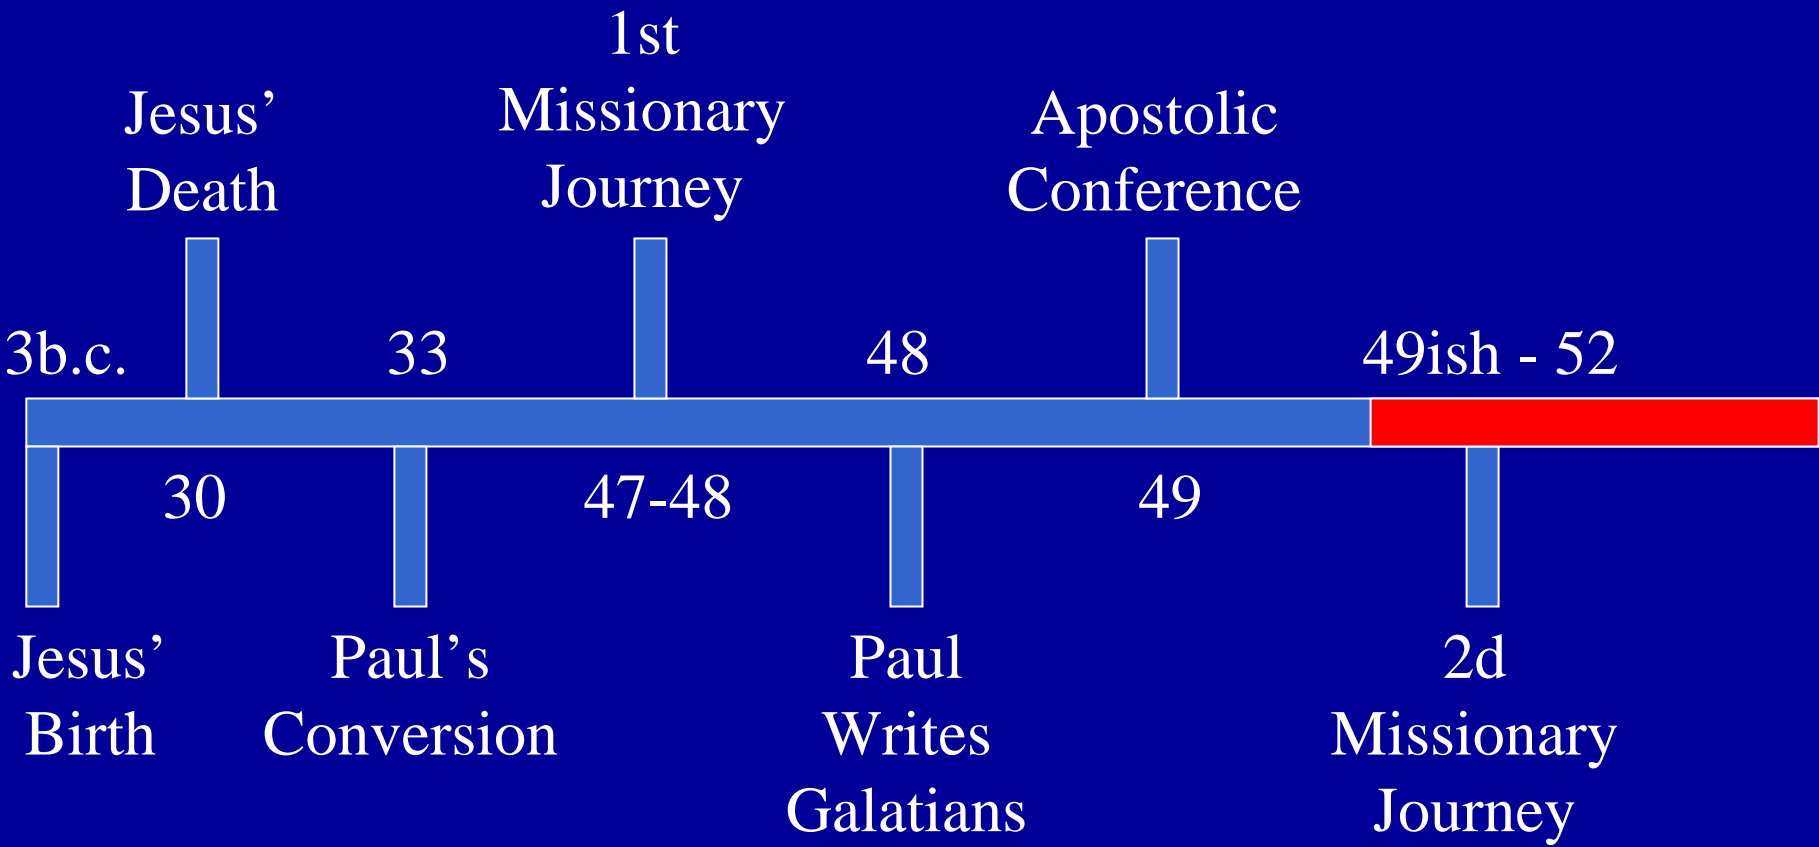 1st
Missionary
Journey
Jesus’
Death
Apostolic
Conference
3b.c.
33
48
49ish - 52
30
47-48
49
Jesus’
Birth
Paul’s
Conversion
Paul
Writes
Galatians
2d
Missionary
Journey